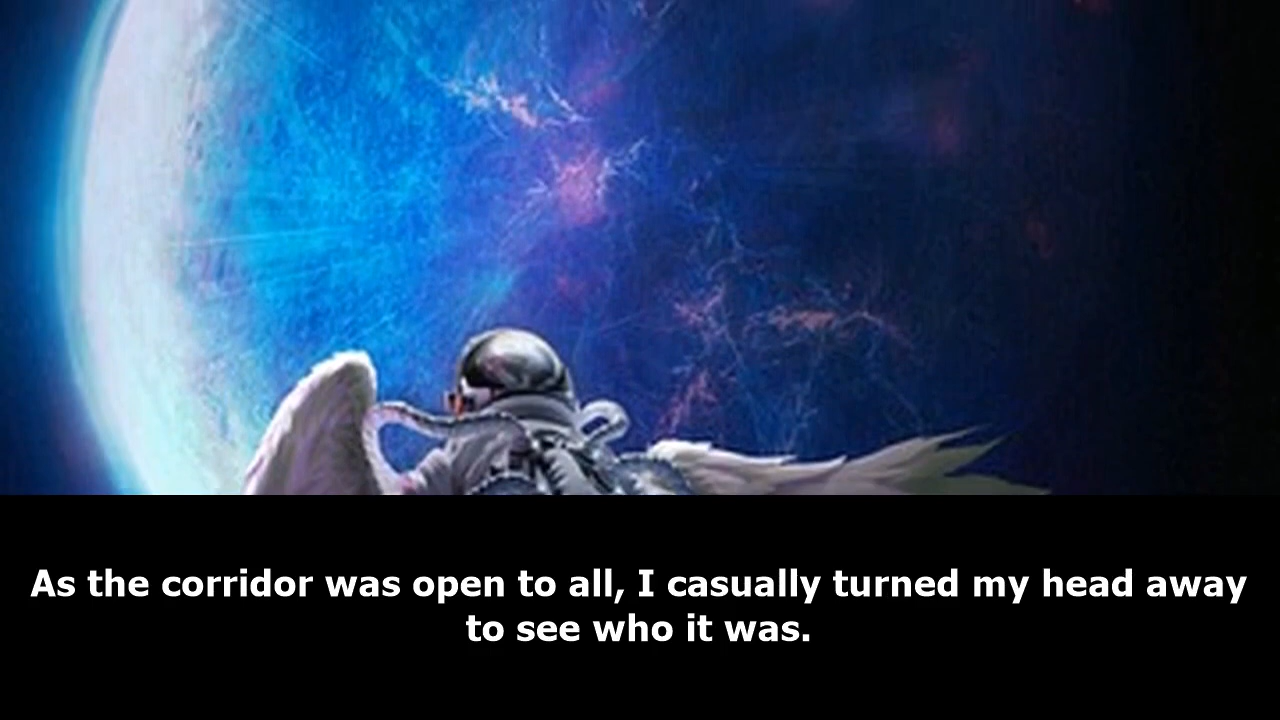 As the corridor was open to all, I casually turned my head away
to see who it was.